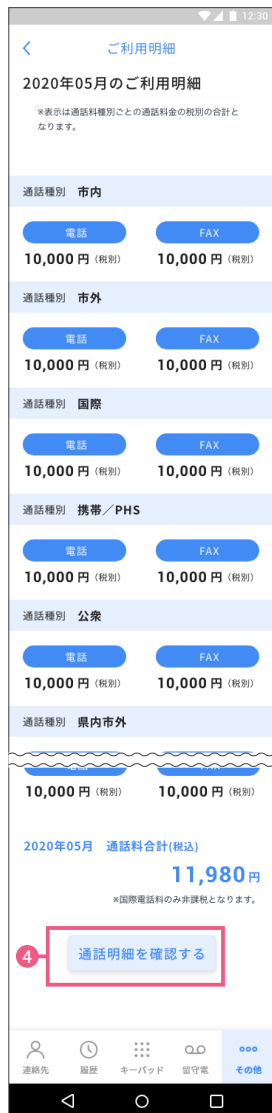 12:30
ご利用明細
2020年05月のご利用明細
※表示は通話料種別ごとの通話料金の税別の合計と
なります。
通話種別 市内
電話 FAX
10,000 円 (税別) 10,000 円 (税別)
通話種別 市外
電話 FAX
10,000 円 (税別) 10,000 円 (税別)
通話種別 国際
電話 FAX
10,000 円 (税別) 10,000 円 (税別)
通話種別 携帯／PHS
電話 FAX
10,000 円 (税別) 10,000 円 (税別)
通話種別 公衆
電話 FAX
10,000 円 (税別) 10,000 円 (税別)
通話種別 県内市外
10,000 円 (税別) 10,000 円 (税別)
2020年05月 通話料合計(税込)
11,980 円
※国際電話料のみ非課税となります。
4 通話明細を確認する
連絡先 履歴 キーパッド 留守電 その他